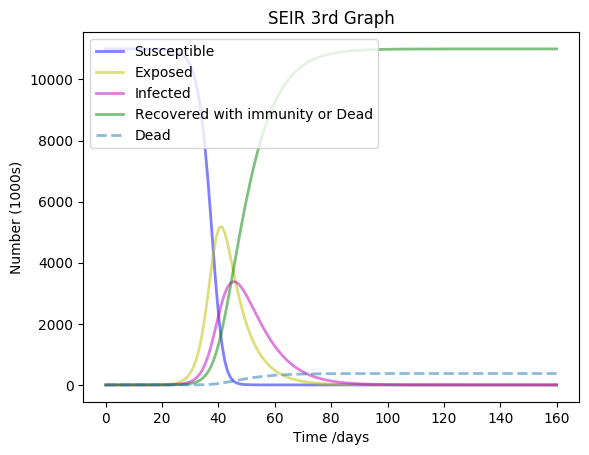 SEIR 3rd Graph
Susceptible
Exposed
Infected
Recovered with immunity or Dead
Dead
Number (1000s)
10000
8000
6000
4000
2000
0
0 20 40 60 80 100 120 140 160
Time /days